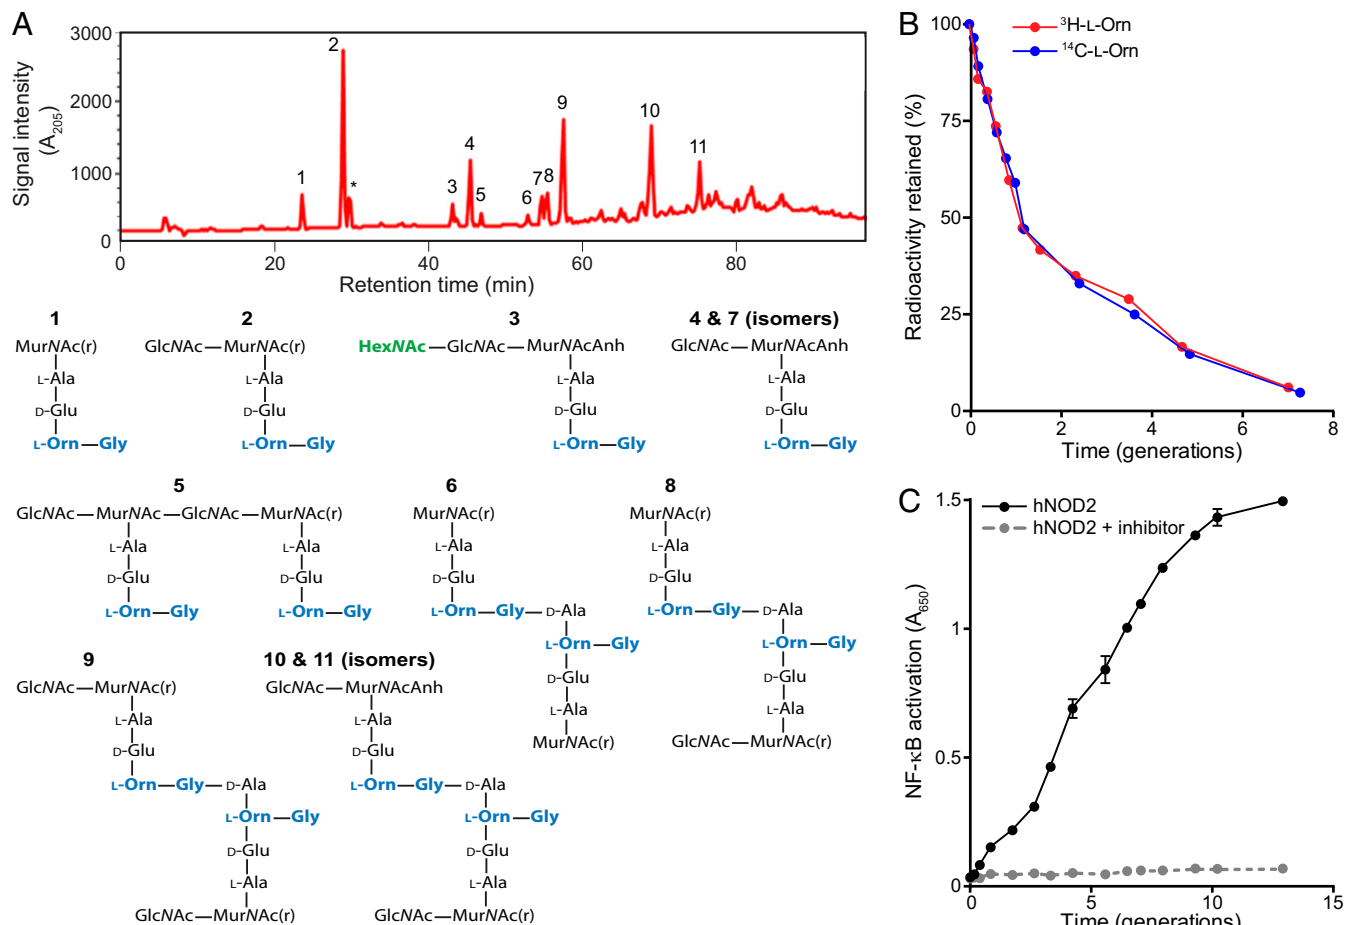 A
Signal intensity
(A205)
3000
2000
1000
0
0
20
40
60
80
Retention time (min)
1
2
*
3
4
5
6
7
8
9
10
11
1
MurNAc(r)
L-Ala
D-Glu
L-Orn—Gly
2
GlcNAc—MurNAc(r)
L-Ala
D-Glu
L-Orn—Gly
3
HexNAc—GlcNAc—MurNAcAnh
L-Ala
D-Glu
L-Orn—Gly
4 & 7 (isomers)
GlcNAc—MurNAcAnh
L-Ala
D-Glu
L-Orn—Gly
5
GlcNAc—MurNAc—GlcNAc—MurNAc(r)
L-Ala L-Ala
D-Glu D-Glu
L-Orn—Gly L-Orn—Gly
6
MurNAc(r)
L-Ala
D-Glu
L-Orn—Gly—D-Ala
L-Orn—Gly
D-Glu
L-Ala
MurNAc(r)
8
MurNAc(r)
L-Ala
D-Glu
L-Orn—Gly—D-Ala
L-Orn—Gly
D-Glu
L-Ala
GlcNAc—MurNAc(r)
9
GlcNAc—MurNAc(r)
L-Ala
D-Glu
L-Orn—Gly—D-Ala
L-Orn—Gly
D-Glu
L-Ala
GlcNAc—MurNAc(r)
10 & 11 (isomers)
GlcNAc—MurNAcAnh
L-Ala
D-Glu
L-Orn—Gly—D-Ala
L-Orn—Gly
D-Glu
L-Ala
GlcNAc—MurNAc(r)
B
Radioactivity retained (%)
100
75
50
25
0
3H-L-Orn
14C-L-Orn
0
2
4
6
8
Time (generations)
C
NF-κB activation (A650)
1.5
1
0.5
0
hNOD2
hNOD2 + inhibitor
0
5
10
15
Time (generations)